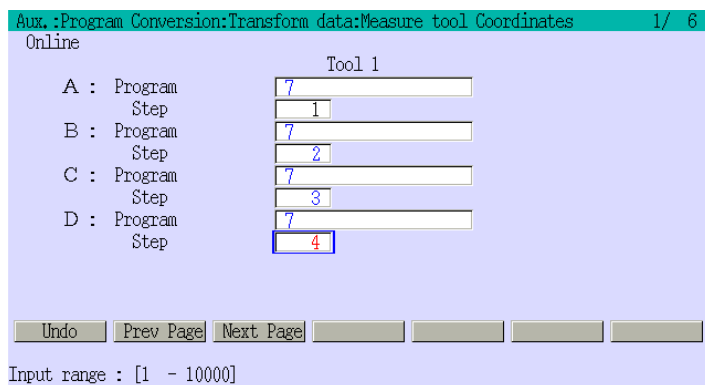 Aux.:Program Conversion:Transform data:Measure tool Coordinates 1/ 6
Online
Tool 1
A : Program 7
Step 1
B : Program 7
Step 2
C : Program 7
Step 3
D : Program 7
Step 4
Undo Prev Page Next Page
Input range : [1 - 10000]